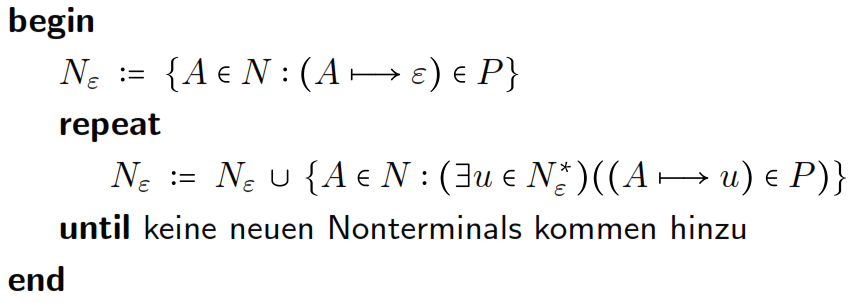 begin
N_ε := {A ∈ N : (A ⟼ ε) ∈ P}
repeat
N_ε := N_ε ∪ {A ∈ N : (∃u ∈ N_ε^*)((A ⟼ u) ∈ P)}
until keine neuen Nonterminals kommen hinzu
end